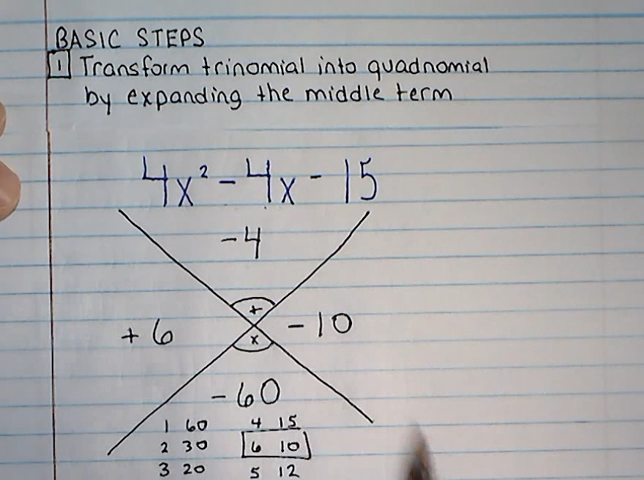 BASIC STEPS
1 Transform trinomial into quadnomial
by expanding the middle term
4x² - 4x - 15
-4
+
+6 -10
x
-60
1 60 4 15
2 30 6 10
3 20 5 12